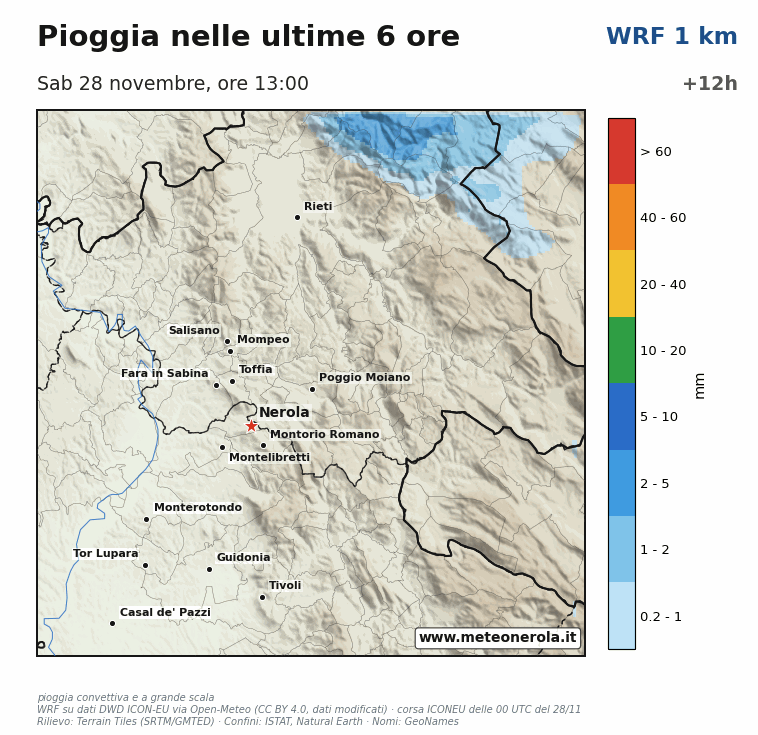 Pioggia nelle ultime 6 ore
WRF 1 km
Sab 28 novembre, ore 13:00
+12h
> 60
40 - 60
20 - 40
10 - 20
5 - 10
2 - 5
1 - 2
0.2 - 1
mm
Rieti
Salisano
Mompeo
Fara in Sabina
Toffia
Poggio Moiano
Nerola
Montorio Romano
Montelibretti
Monterotondo
Tor Lupara
Guidonia
Tivoli
Casal de' Pazzi
www.meteonerola.it
pioggia convettiva e a grande scala
WRF su dati DWD ICON-EU via Open-Meteo (CC BY 4.0, dati modificati) · corsa ICONEU delle 00 UTC del 28/11
Rilievo: Terrain Tiles (SRTM/GMTED) · Confini: ISTAT, Natural Earth · Nomi: GeoNames